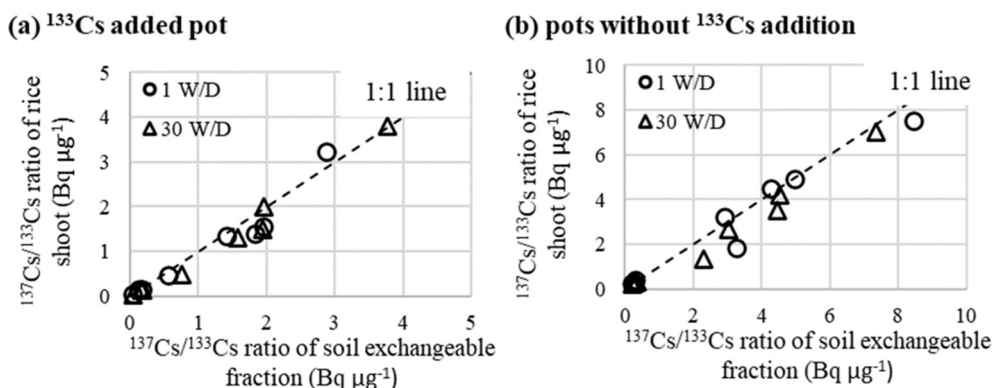 (a) ¹³³Cs added pot
¹³⁷Cs/¹³³Cs ratio of rice
shoot (Bq µg⁻¹)
5
4
3
2
1
0
1 W/D
30 W/D
1:1 line
0 1 2 3 4 5
¹³⁷Cs/¹³³Cs ratio of soil exchangeable
fraction (Bq µg⁻¹)
(b) pots without ¹³³Cs addition
¹³⁷Cs/¹³³Cs ratio of rice
shoot (Bq µg⁻¹)
10
8
6
4
2
0
1 W/D
30 W/D
1:1 line
0 2 4 6 8 10
¹³⁷Cs/¹³³Cs ratio of soil exchangeable
fraction (Bq µg⁻¹)